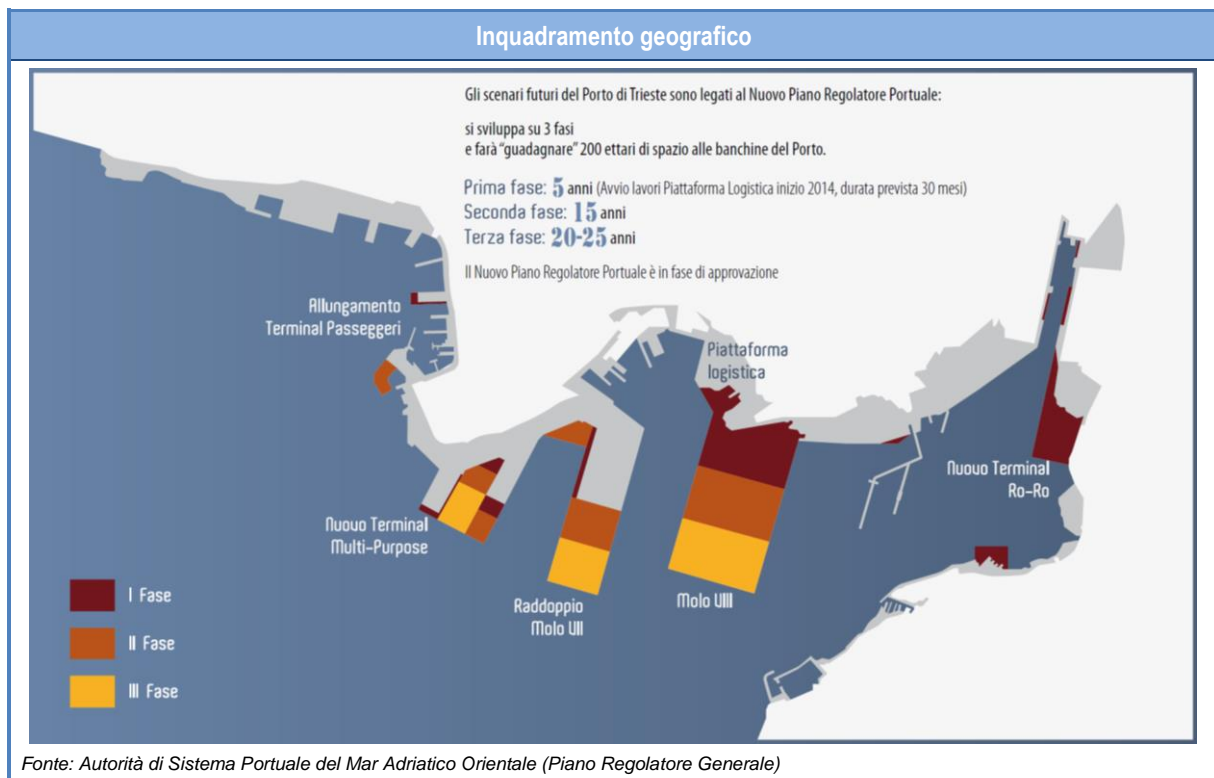 Inquadramento geografico
Gli scenari futuri del Porto di Trieste sono legati al Nuovo Piano Regolatore Portuale:
si sviluppa su 3 fasi
e farà "guadagnare" 200 ettari di spazio alle banchine del Porto.
Prima fase: 5 anni (Avvio lavori Piattaforma Logistica inizio 2014, durata prevista 30 mesi)
Seconda fase: 15 anni
Terza fase: 20-25 anni
Il Nuovo Piano Regolatore Portuale è in fase di approvazione
Allungamento
Terminal Passeggeri
Piattaforma
logistica
Nuovo Terminal
Ro-Ro
Nuovo Terminal
Multi-Purpose
Raddoppio
Molo VII
Molo VIII
I Fase
II Fase
III Fase
Fonte: Autorità di Sistema Portuale del Mar Adriatico Orientale (Piano Regolatore Generale)